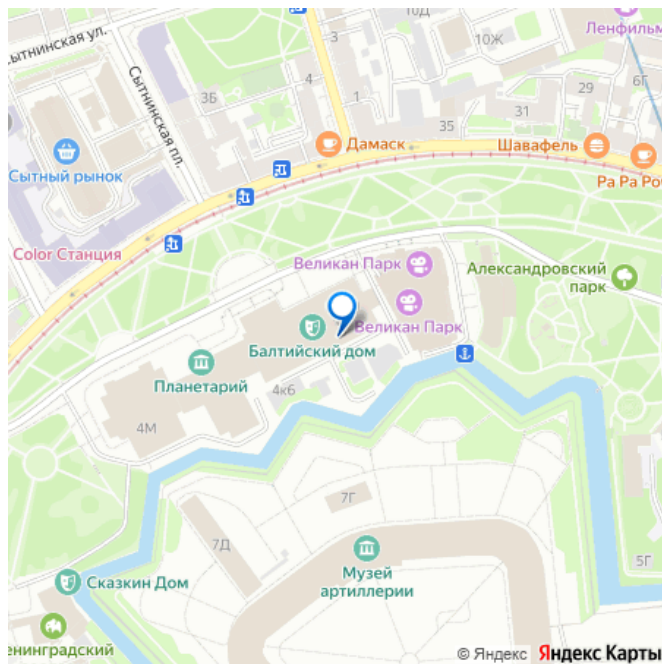 10Д
Ленфильм
ытнинская ул.
10Ж
Сытнинская пл.
4
3Б
1
29
6Г
31
35
Дамаск
Шавафель
Сытный рынок
Ра Ра Ро
Color Станция
Великан Парк
Александровский
парк
Великан Парк
Балтийский дом
Планетарий
4к6
4М
7Г
7Д
Музей
артиллерии
5Г
Сказкин Дом
енинградский
© Яндекс Яндекс Карты